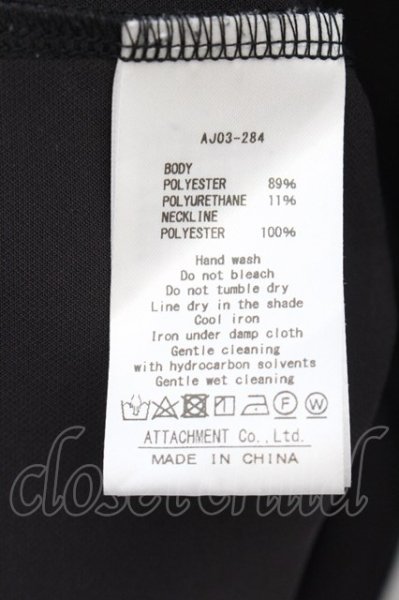 AJ03-284
BODY
POLYESTER 89%
POLYURETHANE 11%
NECKLINE
POLYESTER 100%
Hand wash
Do not bleach
Do not tumble dry
Line dry in the shade
Cool iron
Iron under damp cloth
Gentle cleaning
with hydrocarbon solvents
Gentle wet cleaning
F W
ATTACHMENT Co.,Ltd.
MADE IN CHINA
closet child